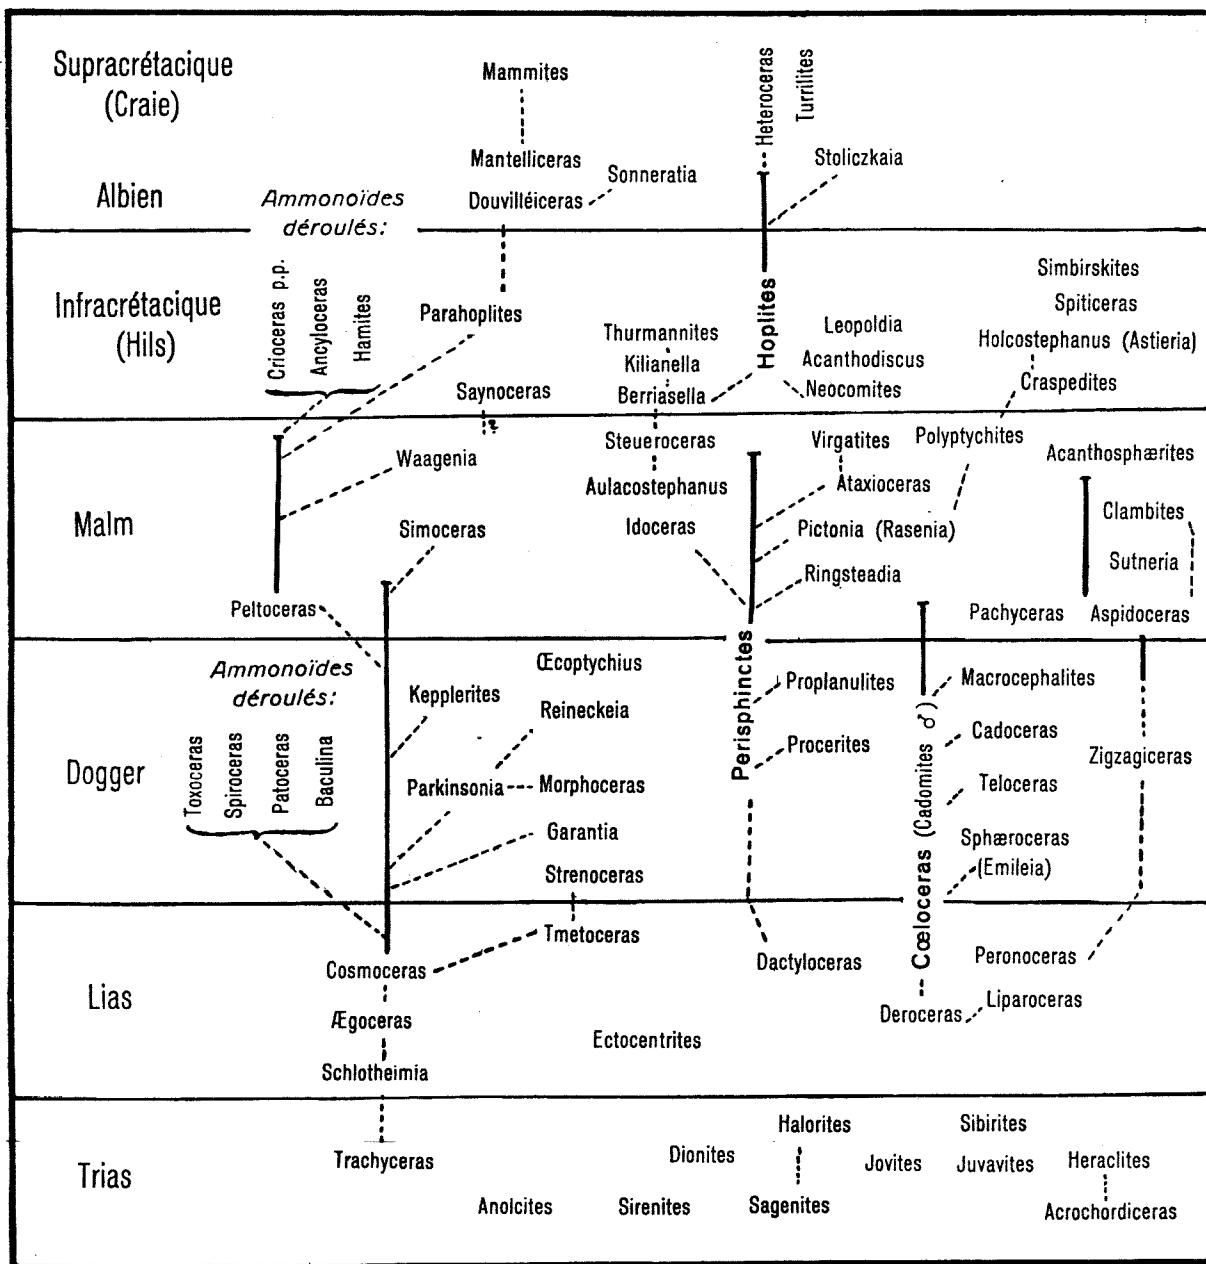 Supracrétacique
(Craie)
Mammites
Heteroceras
Turrilites
Mantelliceras
Sonneratia
Stoliczkaia
Albien
Ammonoïdes
déroulés:
Douvilléiceras
Infracrétacique
(Hils)
Crioceras p.p.
Ancyloceras
Hamites
Parahoplites
Saynoceras
Thurmannites
Kilianella
Berriasella
Hoplites
Leopoldia
Acanthodiscus
Neocomites
Simbirskites
Spiticeras
Holcostephanus (Astieria)
Craspedites
Malm
?
Waagenia
Simoceras
Peltoceras
Steueroceras
Aulacostephanus
Idoceras
Virgatites
Polyptychites
Ataxioceras
Pictonia (Rasenia)
Ringsteadia
Acanthosphærites
Clambites
Sutneria
Pachyceras
Aspidoceras
Dogger
Ammonoïdes
déroulés:
Toxoceras
Spiroceras
Patoceras
Baculina
Kepplerites
Œcoptychius
Reineckeia
Parkinsonia
Morphoceras
Garantia
Strenoceras
Perisphinctes
Proplanulites
Procerites
Cœloceras (Cadomites ♂)
Macrocephalites
Cadoceras
Teloceras
Sphæroceras
(Emileia)
Zigzagiceras
Lias
Cosmoceras
Tmetoceras
Ægoceras
Schlotheimia
Ectocentrites
Dactyloceras
Deroceras
Liparoceras
Peronoceras
Trias
Trachyceras
Anolcites
Dionites
Sirenites
Halorites
Sagenites
Jovites
Sibirites
Juvavites
Heraclites
Acrochordiceras